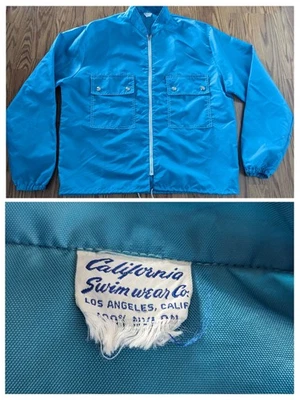 California
Swimwear Co.
LOS ANGELES, CALIF
100% NYLON